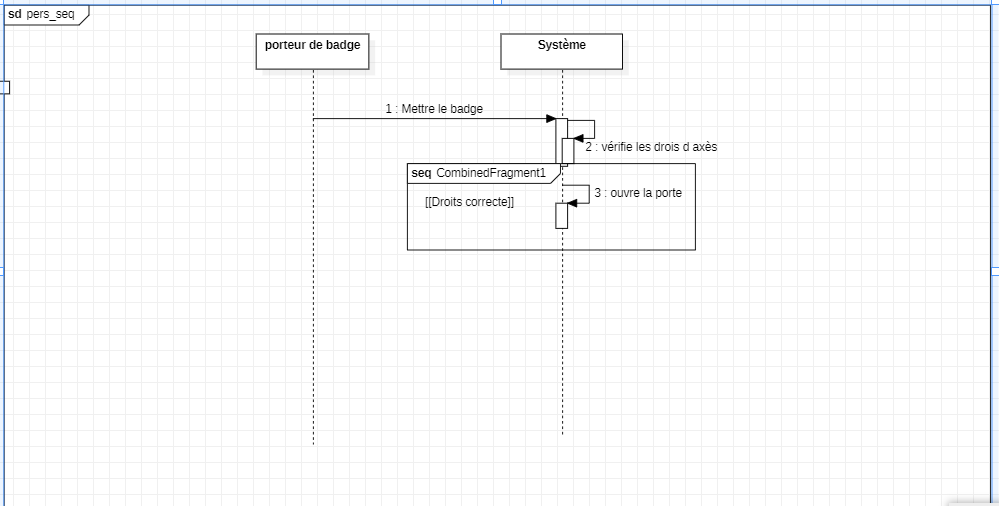 sd pers_seq
porteur de badge
Système
1 : Mettre le badge
2 : vérifie les drois d axès
seq CombinedFragment1
3 : ouvre la porte
[[Droits correcte]]